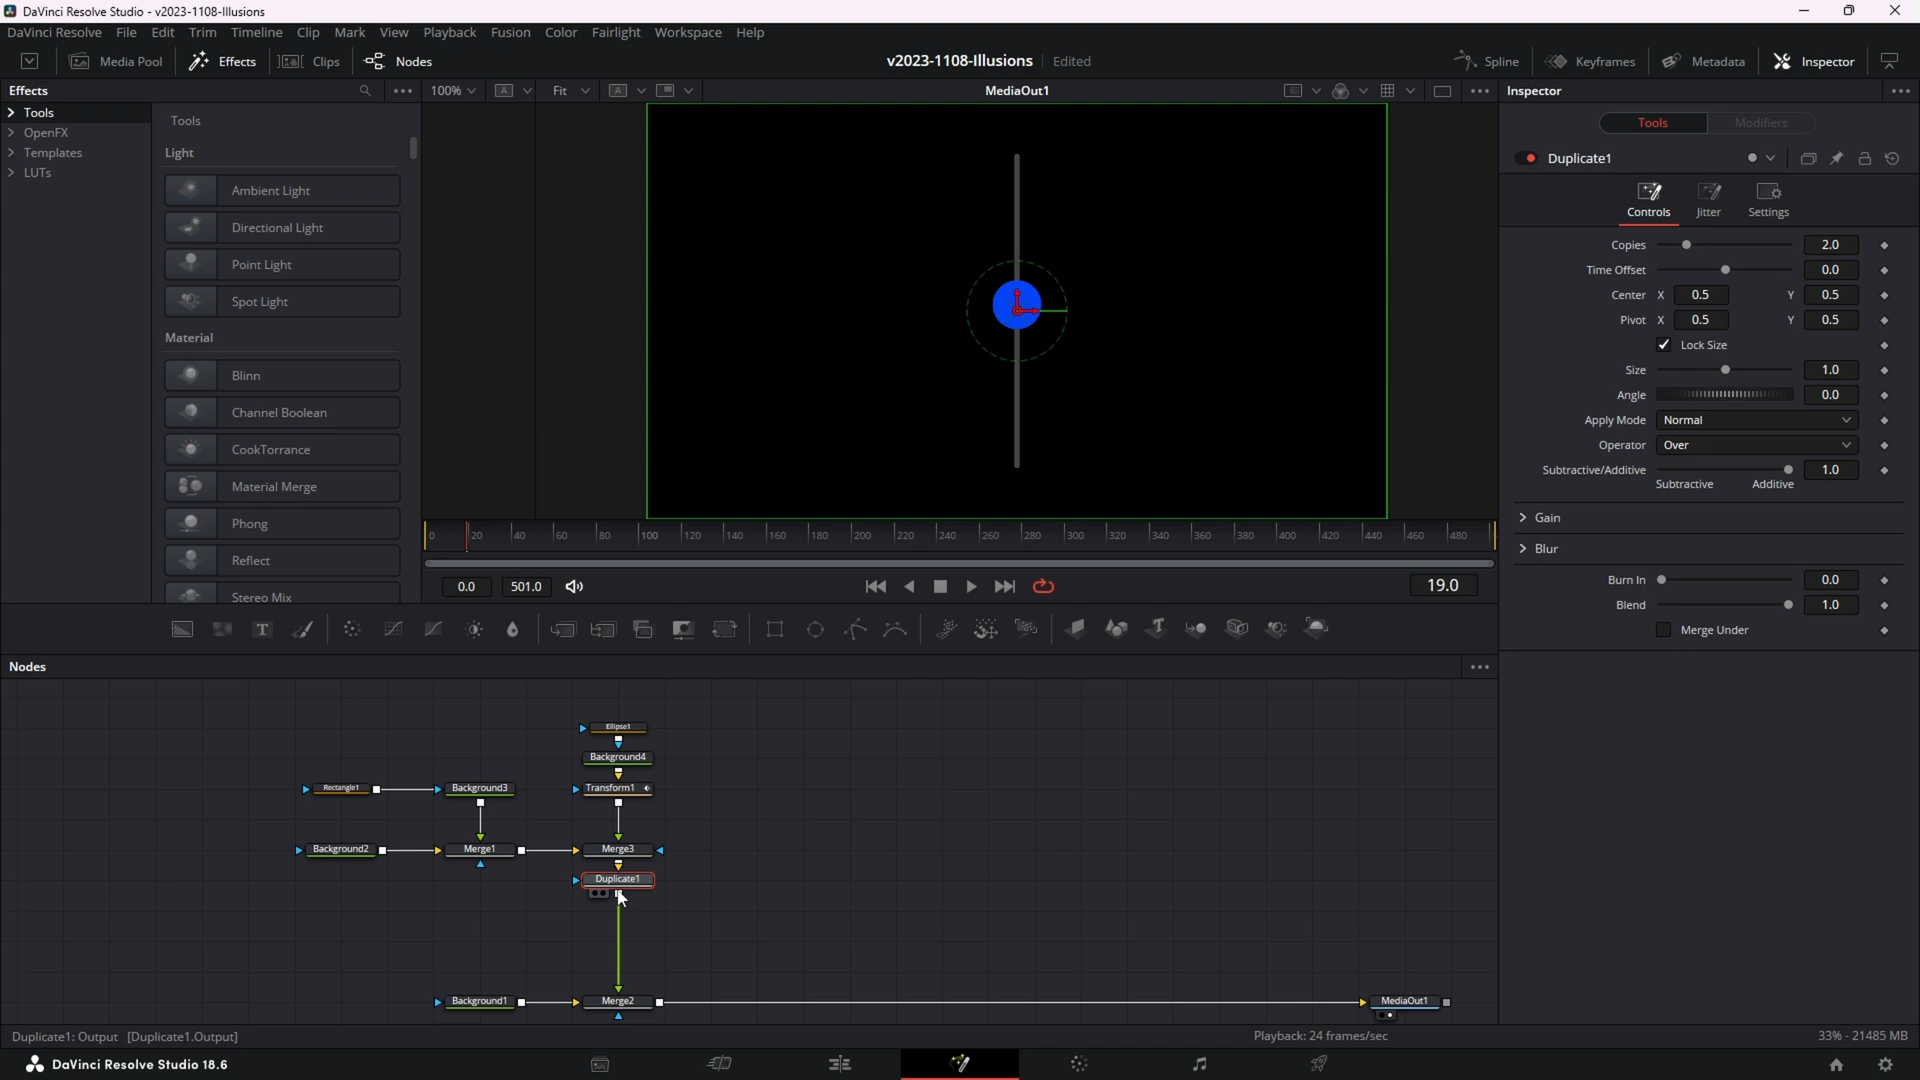 DaVinci Resolve Studio - v2023-1108-Illusions
DaVinci Resolve File Edit Trim Timeline Clip Mark View Playback Fusion Color Fairlight Workspace Help
Media Pool Effects Clips Nodes v2023-1108-Illusions Edited Spline Keyframes Metadata Inspector
Effects 100% A Fit A MediaOut1 Inspector
Tools
OpenFX
Templates
LUTs
Tools
Light
Ambient Light
Directional Light
Point Light
Spot Light
Material
Blinn
Channel Boolean
CookTorrance
Material Merge
Phong
Reflect
Stereo Mix
0 20 40 60 80 100 120 140 160 180 200 220 240 260 280 300 320 340 360 380 400 420 440 460 480
0.0 501.0 19.0
Tools Modifiers
Duplicate1
Controls Jitter Settings
Copies 2.0
Time Offset 0.0
Center X 0.5 Y 0.5
Pivot X 0.5 Y 0.5
Lock Size
Size 1.0
Angle 0.0
Apply Mode Normal
Operator Over
Subtractive/Additive 1.0
Subtractive Additive
Gain
Blur
Burn In 0.0
Blend 1.0
Merge Under
T T
Nodes
Ellipse1
Background4
Rectangle1 Background3 Transform1
Background2 Merge1 Merge3
Duplicate1
Background1 Merge2 MediaOut1
Duplicate1: Output [Duplicate1.Output] Playback: 24 frames/sec 33% - 21485 MB
DaVinci Resolve Studio 18.6